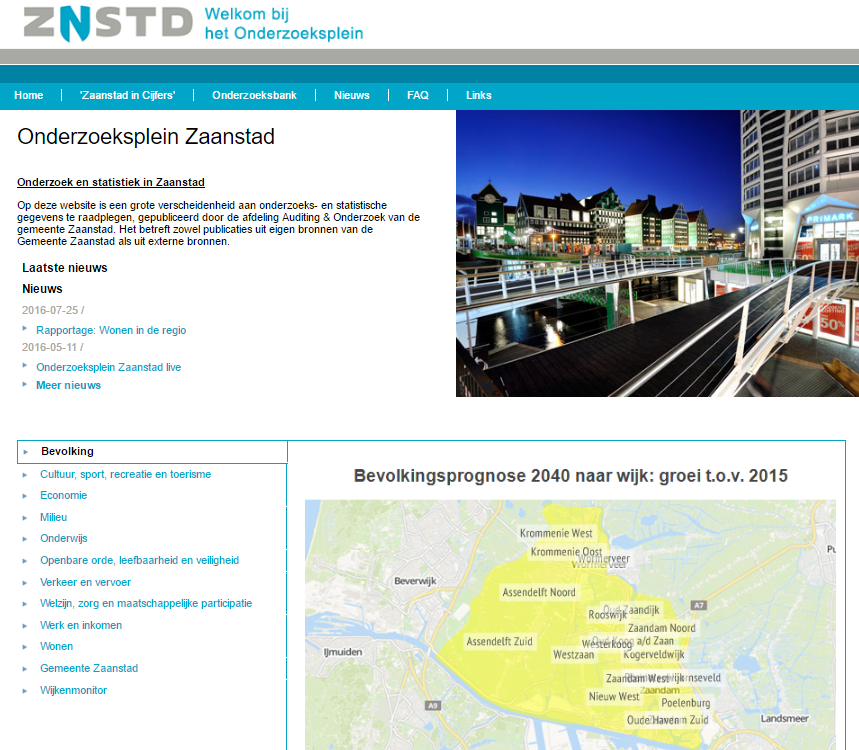 ZNSTD
Welkom bij
het Onderzoeksplein
Home
'Zaanstad in Cijfers'
Onderzoeksbank
Nieuws
FAQ
Links
Onderzoeksplein Zaanstad
Onderzoek en statistiek in Zaanstad
Op deze website is een grote verscheidenheid aan onderzoeks- en statistische
gegevens te raadplegen, gepubliceerd door de afdeling Auditing & Onderzoek van de
gemeente Zaanstad. Het betreft zowel publicaties uit eigen bronnen van de
Gemeente Zaanstad als uit externe bronnen.
Laatste nieuws
Nieuws
2016-07-25 /
Rapportage: Wonen in de regio
2016-05-11 /
Onderzoeksplein Zaanstad live
Meer nieuws
PRIMARK
50%
Bevolking
Cultuur, sport, recreatie en toerisme
Economie
Milieu
Onderwijs
Openbare orde, leefbaarheid en veiligheid
Verkeer en vervoer
Welzijn, zorg en maatschappelijke participatie
Werk en inkomen
Wonen
Gemeente Zaanstad
Wijkenmonitor
Bevolkingsprognose 2040 naar wijk: groei t.o.v. 2015
Krommenie West
Krommenie Oost
Wormerveer
Wormerveer
Pu
Beverwijk
Assendelft Noord
Oud Zaandijk
A7
Rooswijk
Zaandam Noord
Assendelft Zuid
Oud Koog a/d Zaan
Westerkoog
IJmuiden
Westzaan
Kogerveldwijk
Zaandam West
Zaandam
Nieuw West
Poelenburg
A9
Oude Haven
Zaandam Zuid
Landsmeer